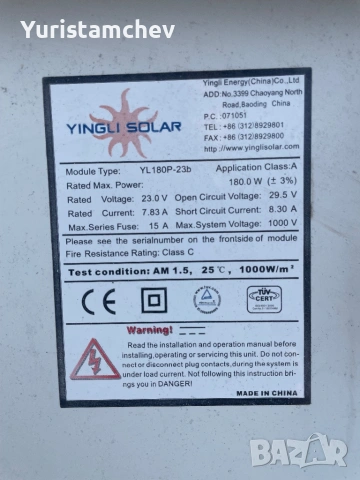 Yuristamchev
Yingli Energy(China)Co.,Ltd
ADD:No.3399 Chaoyang North
Road,Baoding China
P.C: 071051
TEL: +86 (312)8929801
FAX: +86 (312)8929800
http://www.yinglisolar.com
YINGLI SOLAR
Module Type: YL180P-23b Application Class:A
Rated Max. Power: 180.0 W (± 3%)
Rated Voltage: 23.0 V Open Circuit Voltage: 29.5 V
Rated Current: 7.83 A Short Circuit Current: 8.30 A
Max.Series Fuse: 15 A Max.System Voltage: 1000 V
Please see the serialnumber on the frontside of module
Fire Resistance Rating: Class C
Test condition: AM 1.5, 25℃, 1000W/m²
CE
TÜV
CERT
Warning!
Read the installation and operation manual before
installating,operating or servicing this unit. Do not con-
nect or disconnect plug contacts,during the system is
under load current. Not following this instruction brin-
gs you in DANGER!
MADE IN CHINA
BAZAR